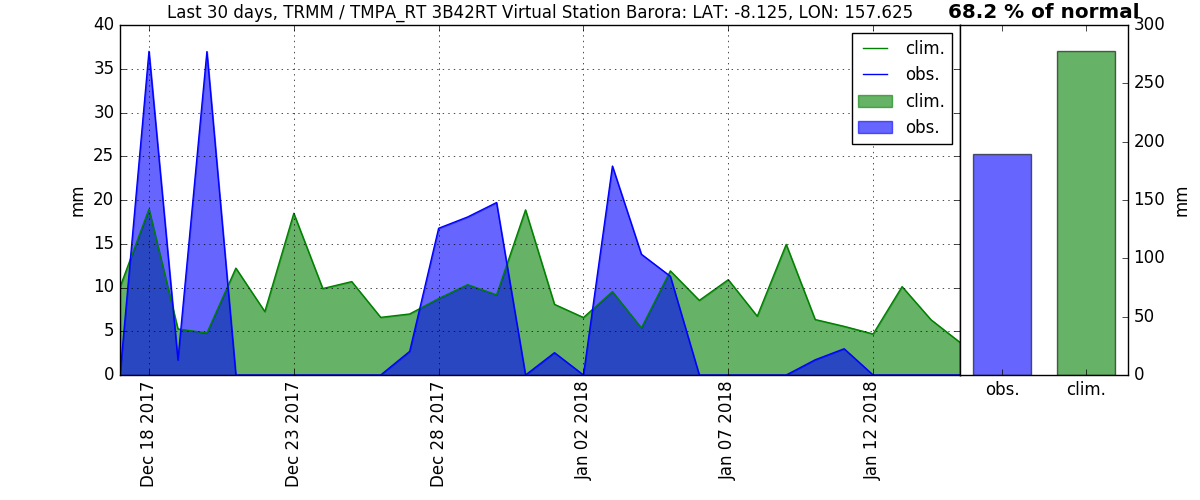 Last 30 days, TRMM / TMPA_RT 3B42RT Virtual Station Barora: LAT: -8.125, LON: 157.625
68.2 % of normal
40
35
30
25
20
15
10
5
0
mm
clim.
obs.
clim.
obs.
Dec 18 2017
Dec 23 2017
Dec 28 2017
Jan 02 2018
Jan 07 2018
Jan 12 2018
300
250
200
150
100
50
0
mm
obs.
clim.